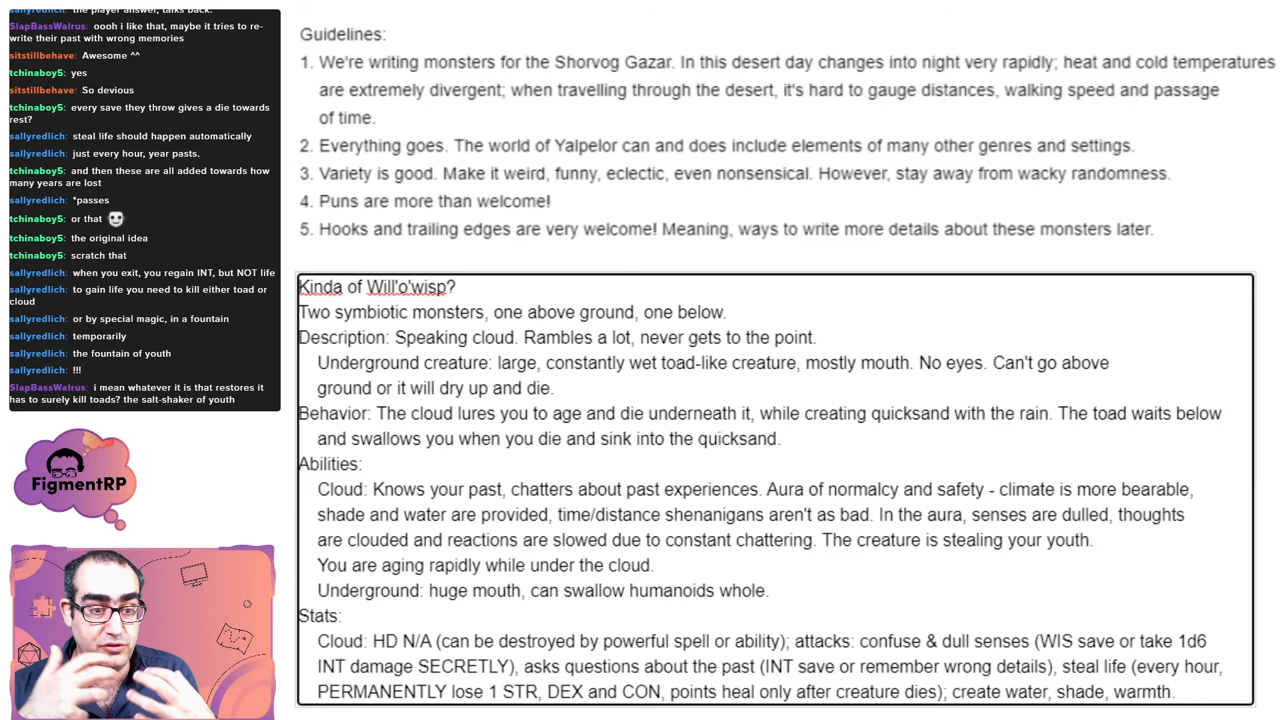 sallyredlich: the player answer, talks back.
SlapBassWalrus: oooh i like that, maybe it tries to re-
write their past with wrong memories
sitstillbehave: Awesome ^^
tchinaboy5: yes
sitstillbehave: So devious
tchinaboy5: every save they throw gives a die towards
rest?
sallyredlich: steal life should happen automatically
sallyredlich: just every hour, year pasts.
tchinaboy5: and then these are all added towards how
many years are lost
sallyredlich: *passes
tchinaboy5: or that
tchinaboy5: the original idea
tchinaboy5: scratch that
sallyredlich: when you exit, you regain INT, but NOT life
sallyredlich: to gain life you need to kill either toad or
cloud
sallyredlich: or by special magic, in a fountain
sallyredlich: temporarily
sallyredlich: the fountain of youth
sallyredlich: !!!
SlapBassWalrus: i mean whatever it is that restores it
has to surely kill toads? the salt-shaker of youth
FigmentRP
Guidelines:
1. We're writing monsters for the Shorvog Gazar. In this desert day changes into night very rapidly; heat and cold temperatures
are extremely divergent; when travelling through the desert, it's hard to gauge distances, walking speed and passage
of time.
2. Everything goes. The world of Yalpelor can and does include elements of many other genres and settings.
3. Variety is good. Make it weird, funny, eclectic, even nonsensical. However, stay away from wacky randomness.
4. Puns are more than welcome!
5. Hooks and trailing edges are very welcome! Meaning, ways to write more details about these monsters later.
Kinda of Will'o'wisp?
Two symbiotic monsters, one above ground, one below.
Description: Speaking cloud. Rambles a lot, never gets to the point.
Underground creature: large, constantly wet toad-like creature, mostly mouth. No eyes. Can't go above
ground or it will dry up and die.
Behavior: The cloud lures you to age and die underneath it, while creating quicksand with the rain. The toad waits below
and swallows you when you die and sink into the quicksand.
Abilities:
Cloud: Knows your past, chatters about past experiences. Aura of normalcy and safety - climate is more bearable,
shade and water are provided, time/distance shenanigans aren't as bad. In the aura, senses are dulled, thoughts
are clouded and reactions are slowed due to constant chattering. The creature is stealing your youth.
You are aging rapidly while under the cloud.
Underground: huge mouth, can swallow humanoids whole.
Stats:
Cloud: HD N/A (can be destroyed by powerful spell or ability); attacks: confuse & dull senses (WIS save or take 1d6
INT damage SECRETLY), asks questions about the past (INT save or remember wrong details), steal life (every hour,
PERMANENTLY lose 1 STR, DEX and CON, points heal only after creature dies); create water, shade, warmth.